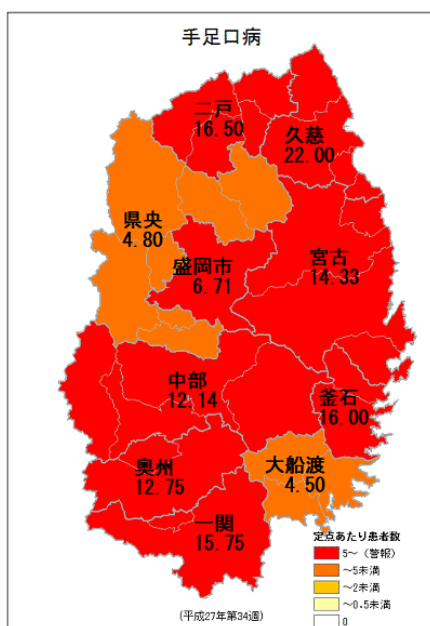 手足口病
二戸
16.50
久慈
22.00
県央
4.80
盛岡市
6.71
宮古
14.33
中部
12.14
釜石
16.00
奥州
12.75
大船渡
4.50
一関
15.75
定点あたり患者数
5～（警報）
～5未満
～2未満
～0.5未満
0
(平成27年第34週)